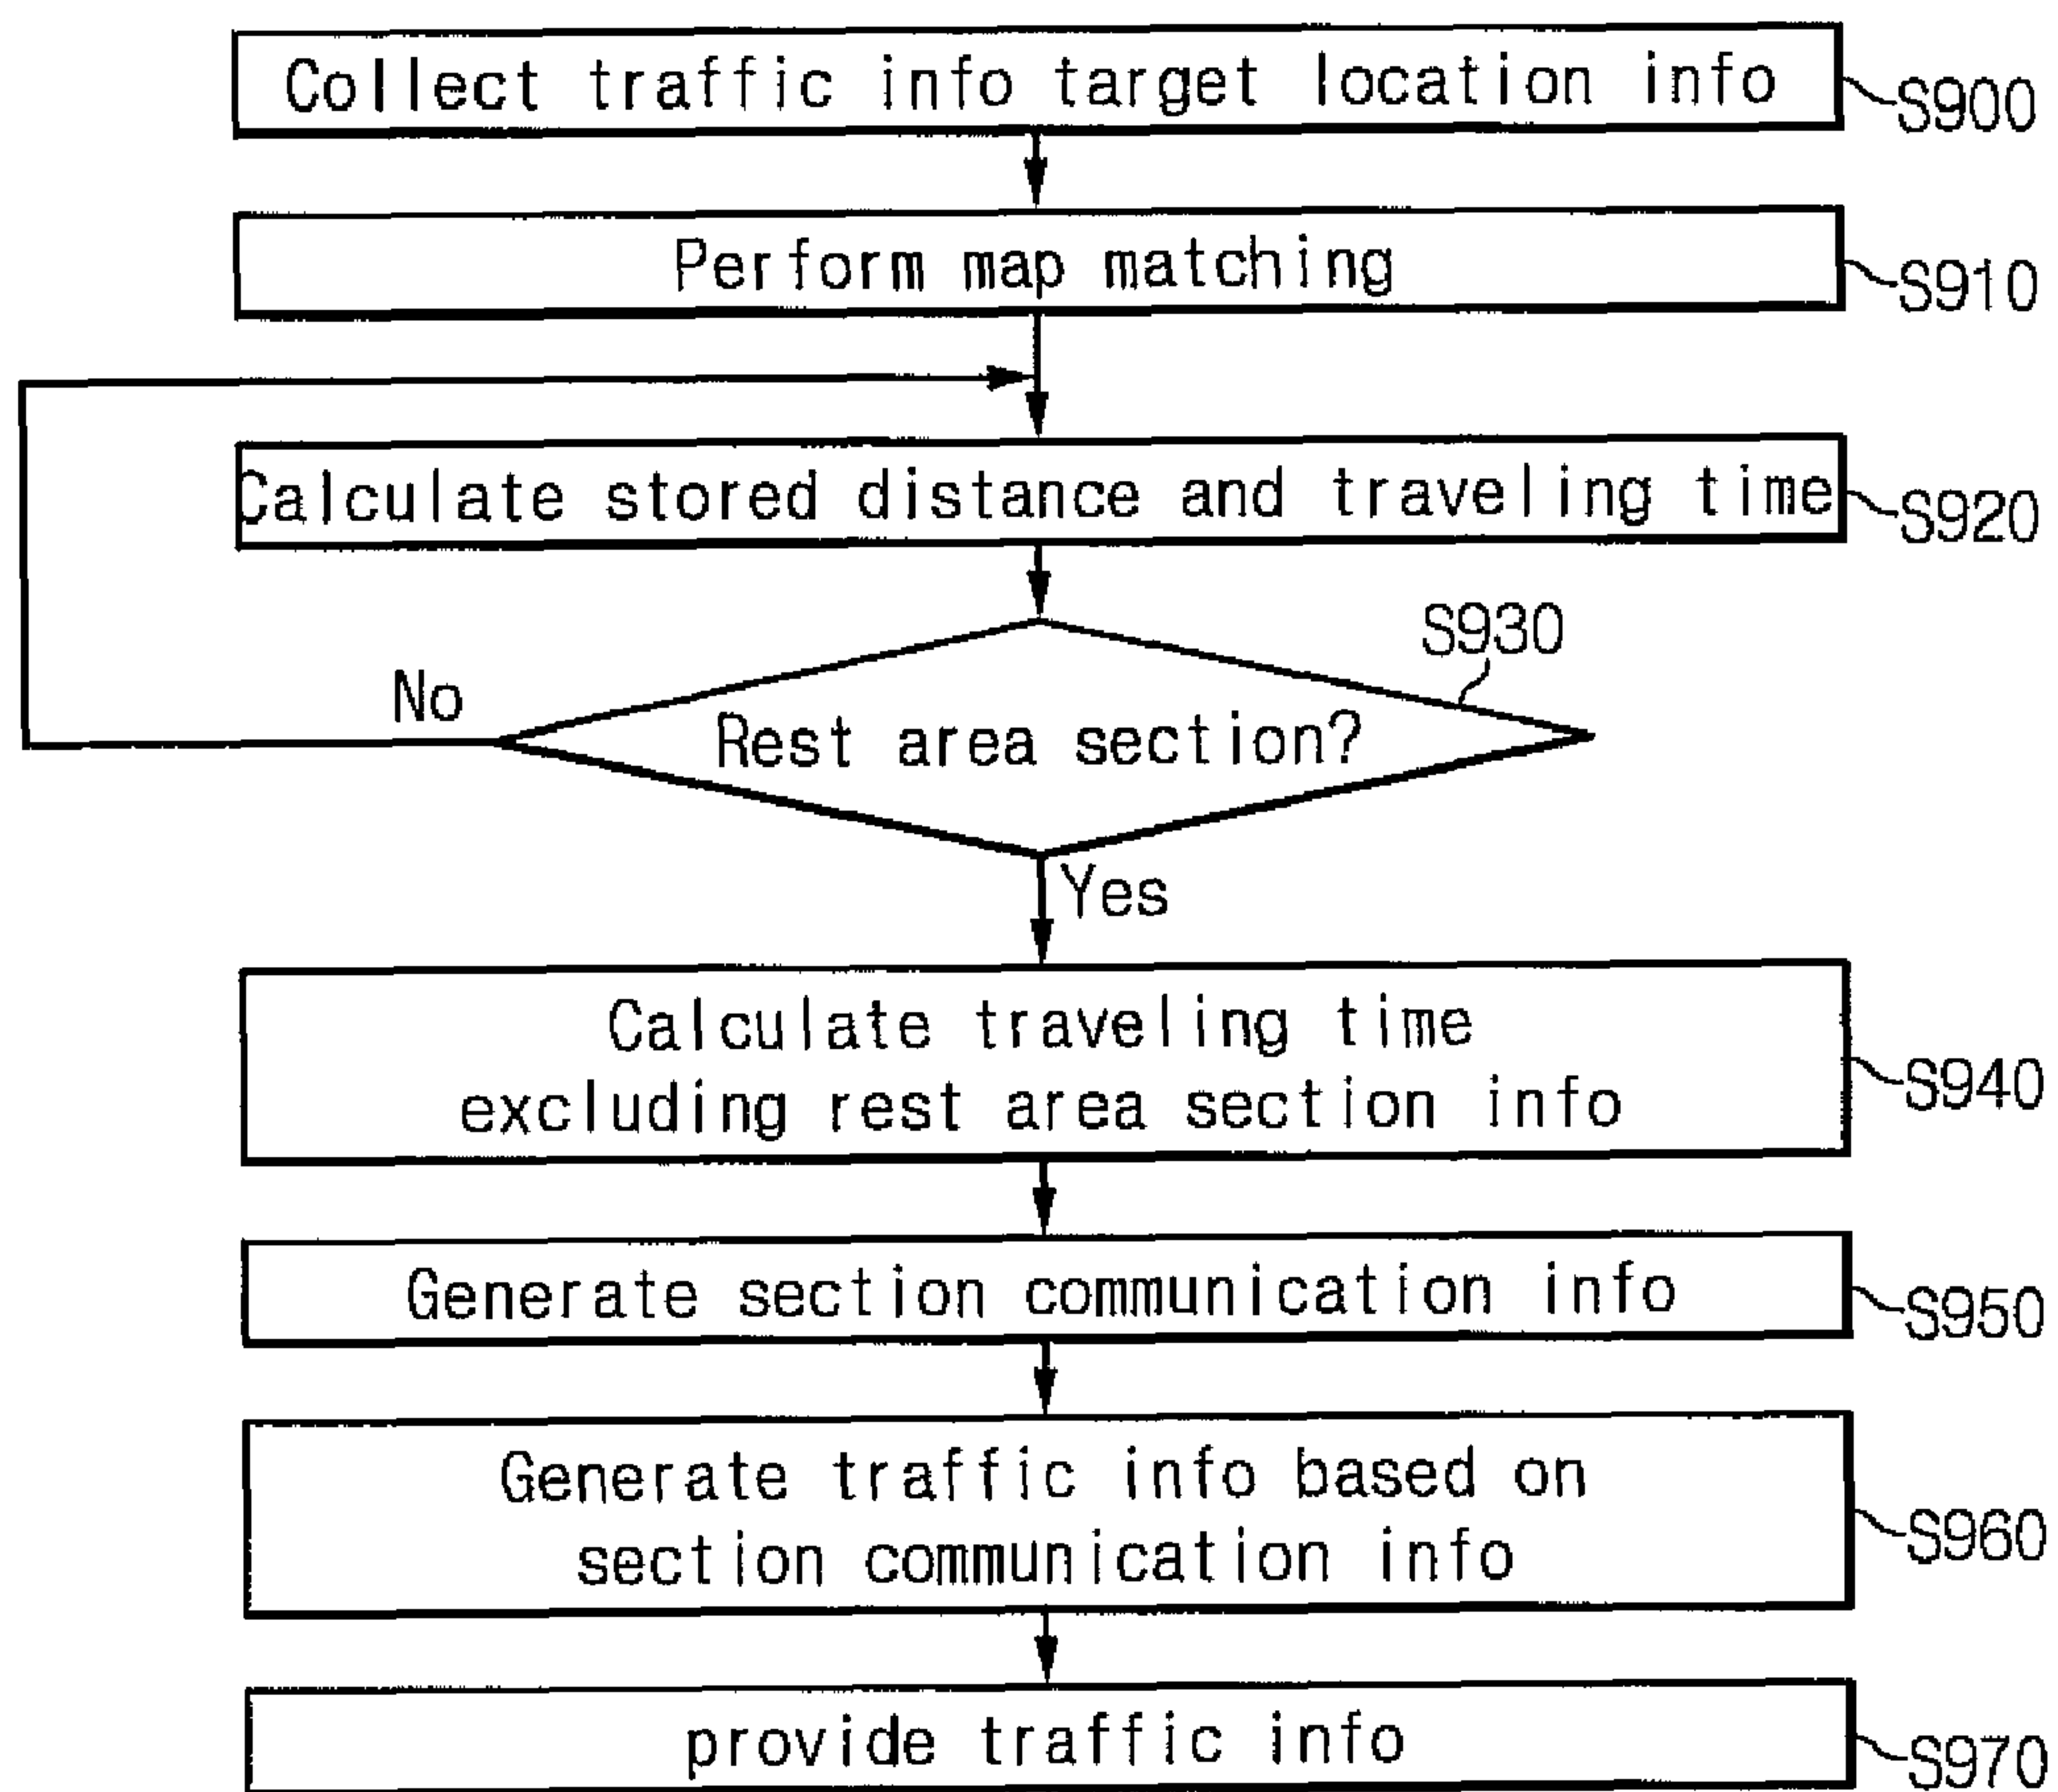 Collect traffic info target location info
S900
Perform map matching
S910
Calculate stored distance and traveling time
S920
S930
No
Rest area section?
Yes
Calculate traveling time
excluding rest area section info
S940
Generate section communication info
S950
Generate traffic info based on
section communication info
S960
provide traffic info
S970